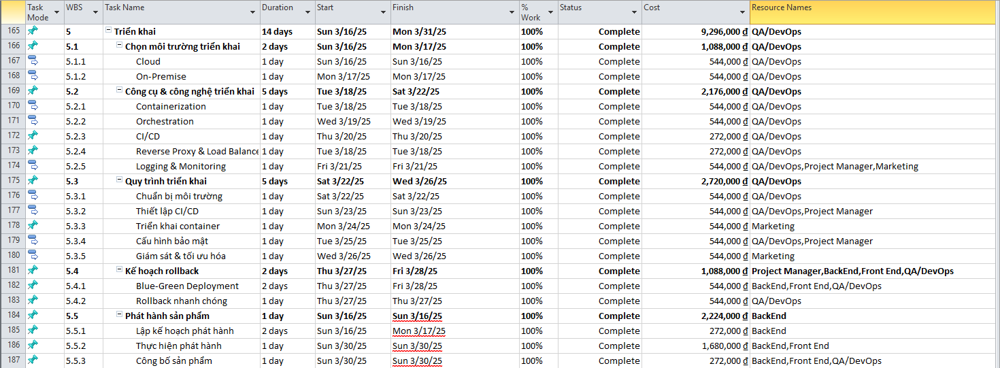 Task Mode WBS Task Name Duration Start Finish % Work Status Cost Resource Names
165 5 Triển khai 14 days Sun 3/16/25 Mon 3/31/25 100% Complete 9,296,000 ₫ QA/DevOps
166 5.1 Chọn môi trường triển khai 2 days Sun 3/16/25 Mon 3/17/25 100% Complete 1,088,000 ₫ QA/DevOps
167 5.1.1 Cloud 1 day Sun 3/16/25 Sun 3/16/25 100% Complete 544,000 ₫ QA/DevOps
168 5.1.2 On-Premise 1 day Mon 3/17/25 Mon 3/17/25 100% Complete 544,000 ₫ QA/DevOps
169 5.2 Công cụ & công nghệ triển khai 5 days Tue 3/18/25 Sat 3/22/25 100% Complete 2,176,000 ₫ QA/DevOps
170 5.2.1 Containerization 1 day Tue 3/18/25 Tue 3/18/25 100% Complete 544,000 ₫ QA/DevOps
171 5.2.2 Orchestration 1 day Wed 3/19/25 Wed 3/19/25 100% Complete 544,000 ₫ QA/DevOps
172 5.2.3 CI/CD 1 day Thu 3/20/25 Thu 3/20/25 100% Complete 272,000 ₫ QA/DevOps
173 5.2.4 Reverse Proxy & Load Balance 1 day Tue 3/18/25 Tue 3/18/25 100% Complete 272,000 ₫ QA/DevOps
174 5.2.5 Logging & Monitoring 1 day Fri 3/21/25 Fri 3/21/25 100% Complete 544,000 ₫ QA/DevOps,Project Manager,Marketing
175 5.3 Quy trình triển khai 5 days Sat 3/22/25 Wed 3/26/25 100% Complete 2,720,000 ₫ QA/DevOps
176 5.3.1 Chuẩn bị môi trường 1 day Sat 3/22/25 Sat 3/22/25 100% Complete 544,000 ₫ QA/DevOps
177 5.3.2 Thiết lập CI/CD 1 day Sun 3/23/25 Sun 3/23/25 100% Complete 544,000 ₫ QA/DevOps,Project Manager
178 5.3.3 Triển khai container 1 day Mon 3/24/25 Mon 3/24/25 100% Complete 544,000 ₫ Marketing
179 5.3.4 Cấu hình bảo mật 1 day Tue 3/25/25 Tue 3/25/25 100% Complete 544,000 ₫ QA/DevOps,Project Manager
180 5.3.5 Giám sát & tối ưu hóa 1 day Wed 3/26/25 Wed 3/26/25 100% Complete 544,000 ₫ Marketing
181 5.4 Kế hoạch rollback 2 days Thu 3/27/25 Fri 3/28/25 100% Complete 1,088,000 ₫ Project Manager,BackEnd,Front End,QA/DevOps
182 5.4.1 Blue-Green Deployment 2 days Thu 3/27/25 Fri 3/28/25 100% Complete 544,000 ₫ BackEnd,Front End,QA/DevOps
183 5.4.2 Rollback nhanh chóng 1 day Thu 3/27/25 Thu 3/27/25 100% Complete 544,000 ₫ QA/DevOps
184 5.5 Phát hành sản phẩm 1 day Sun 3/16/25 Sun 3/16/25 100% Complete 2,224,000 ₫ BackEnd
185 5.5.1 Lập kế hoạch phát hành 2 days Sun 3/16/25 Mon 3/17/25 100% Complete 272,000 ₫ BackEnd
186 5.5.2 Thực hiện phát hành 1 day Sun 3/30/25 Sun 3/30/25 100% Complete 1,680,000 ₫ BackEnd,Front End
187 5.5.3 Công bố sản phẩm 1 day Sun 3/30/25 Sun 3/30/25 100% Complete 272,000 ₫ BackEnd,Front End,QA/DevOps